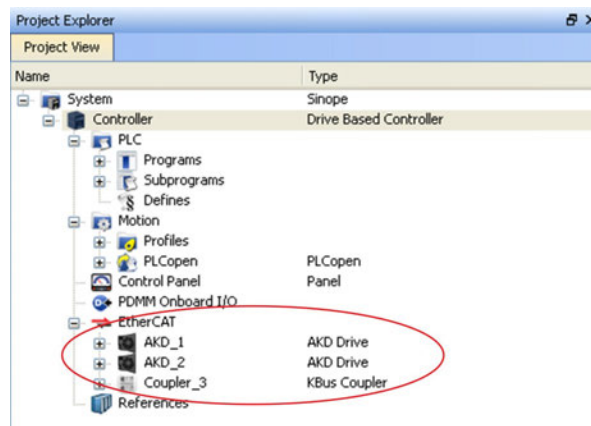 Project Explorer
Project View
Name Type
System Sinope
Controller Drive Based Controller
PLC
Programs
Subprograms
Defines
Motion
Profiles
PLCopen PLCopen
Control Panel Panel
PDMM Onboard I/O
EtherCAT
AKD_1 AKD Drive
AKD_2 AKD Drive
Coupler_3 KBus Coupler
References